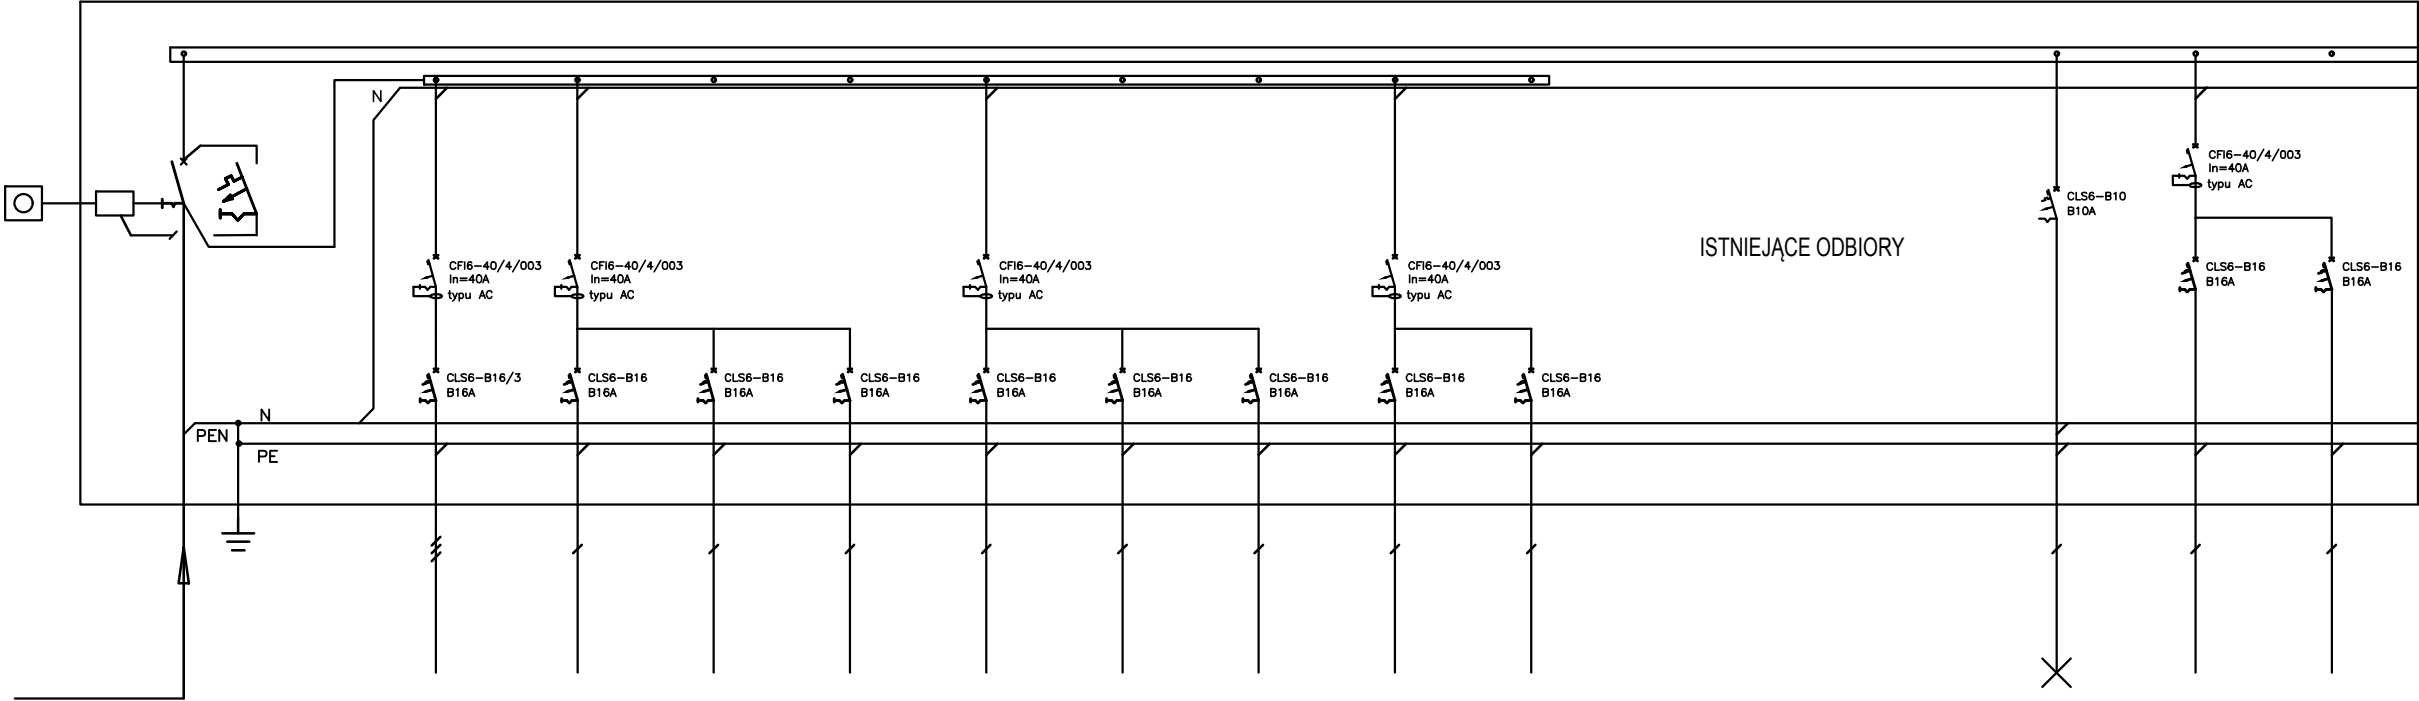 N
CFI6-40/4/003
In=40A
typu AC
CLS6-B10
B10A
ISTNIEJĄCE ODBIORY
CFI6-40/4/003
In=40A
typu AC
CFI6-40/4/003
In=40A
typu AC
CFI6-40/4/003
In=40A
typu AC
CFI6-40/4/003
In=40A
typu AC
CLS6-B16
B16A
CLS6-B16
B16A
CLS6-B16/3
B16A
CLS6-B16
B16A
CLS6-B16
B16A
CLS6-B16
B16A
CLS6-B16
B16A
CLS6-B16
B16A
CLS6-B16
B16A
CLS6-B16
B16A
CLS6-B16
B16A
N
PEN
PE